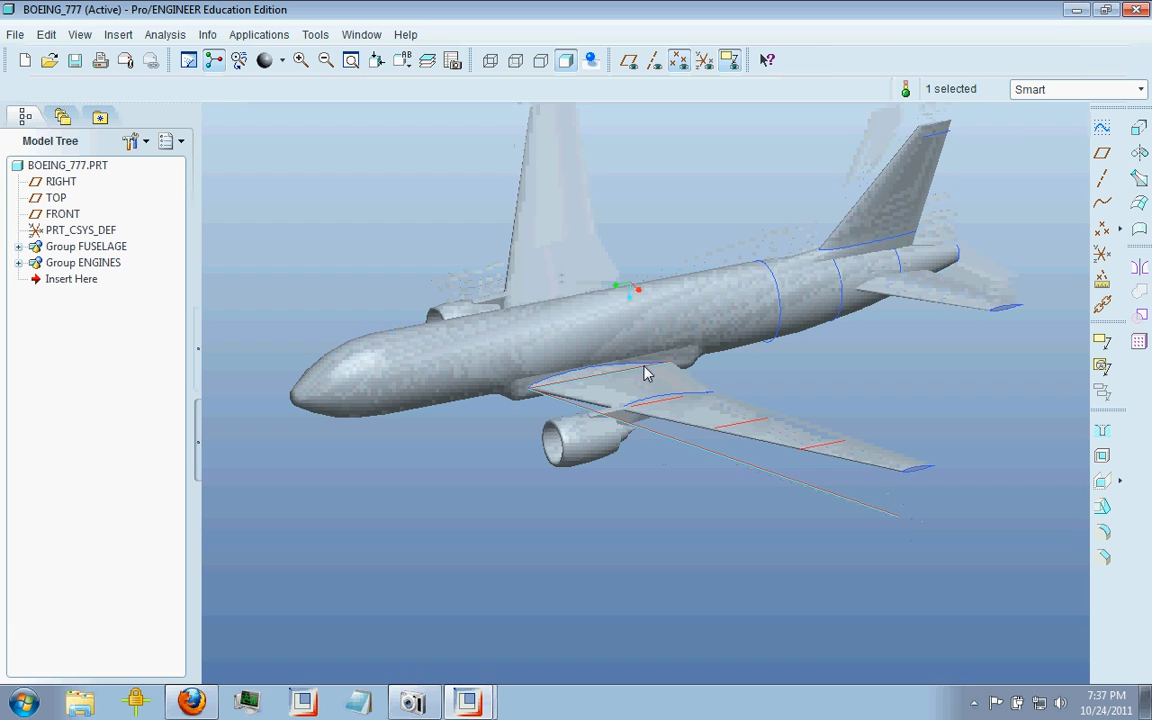 BOEING_777 (Active) - Pro/ENGINEER Education Edition
File Edit View Insert Analysis Info Applications Tools Window Help
1 selected
Smart
Model Tree
BOEING_777.PRT
RIGHT
TOP
FRONT
PRT_CSYS_DEF
Group FUSELAGE
Group ENGINES
Insert Here
7:37 PM
10/24/2011